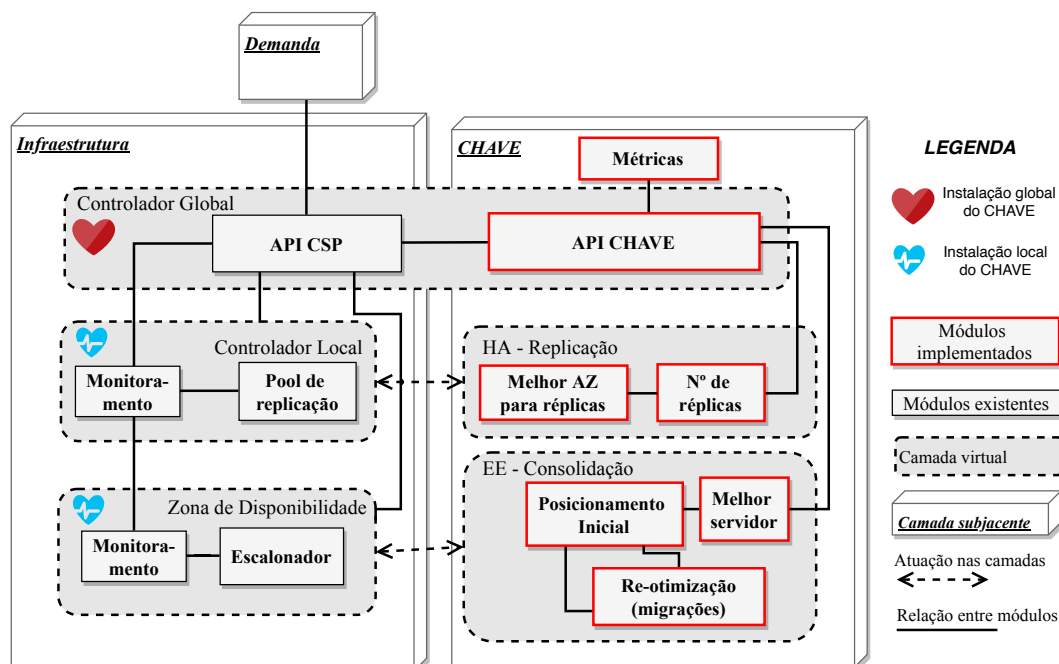 Demanda
Infraestrutura
CHAVE
Métricas
Controlador Global
API CSP
API CHAVE
Controlador Local
Monitora-
mento
Pool de
replicação
HA - Replicação
Melhor AZ
para réplicas
Nº de
réplicas
Zona de Disponibilidade
Monitora-
mento
Escalonador
EE - Consolidação
Posicionamento
Inicial
Melhor
servidor
Re-otimização
(migrações)
LEGENDA
Instalação global
do CHAVE
Instalação local
do CHAVE
Módulos
implementados
Módulos existentes
Camada virtual
Camada subjacente
Atuação nas camadas
Relação entre módulos